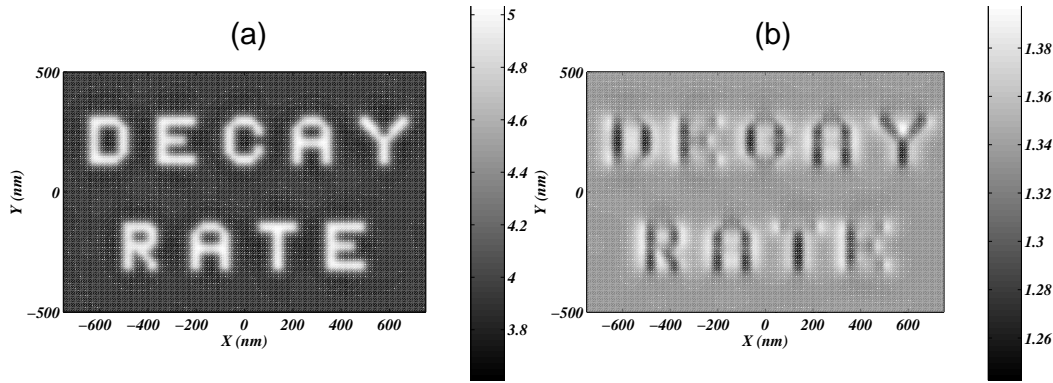 (a)
500
0
−500
Y (nm)
DECAY
RATE
−600 −400 −200 0 200 400 600
X (nm)
5
4.8
4.6
4.4
4.2
4
3.8
(b)
500
0
−500
Y (nm)
DECAY
RATE
−600 −400 −200 0 200 400 600
X (nm)
1.38
1.36
1.34
1.32
1.3
1.28
1.26